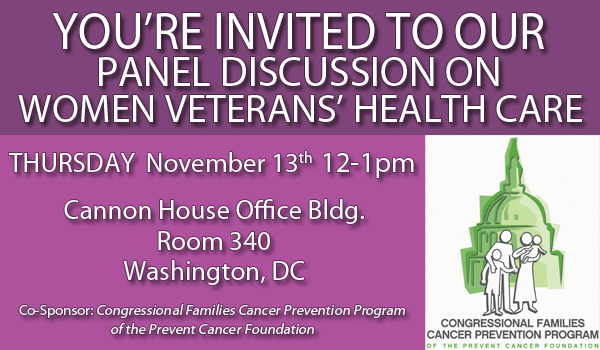 YOU’RE INVITED TO OUR
PANEL DISCUSSION ON
WOMEN VETERANS’ HEALTH CARE
THURSDAY November 13th 12-1pm
Cannon House Office Bldg.
Room 340
Washington, DC
Co-Sponsor: Congressional Families Cancer Prevention Program
of the Prevent Cancer Foundation
CONGRESSIONAL FAMILIES
CANCER PREVENTION PROGRAM
OF THE PREVENT CANCER FOUNDATION